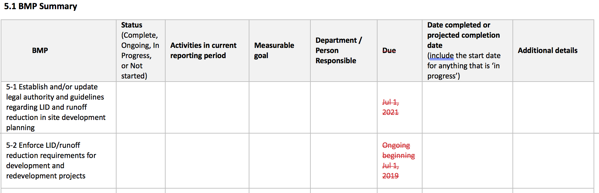 5.1 BMP Summary
BMP
Status
(Complete,
Ongoing, In
Progress,
or Not
started)
Activities in current
reporting period
Measurable
goal
Department /
Person
Responsible
Due
Date completed or
projected completion
date
(include the start date
for anything that is ‘in
progress’)
Additional details
5-1 Establish and/or update
legal authority and guidelines
regarding LID and runoff
reduction in site development
planning
Jul 1,
2021
5-2 Enforce LID/runoff
reduction requirements for
development and
redevelopment projects
Ongoing
beginning
Jul 1,
2019